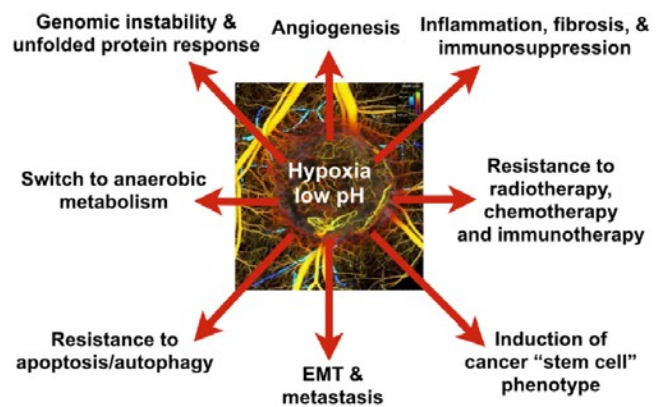 Genomic instability &
unfolded protein response
Angiogenesis
Inflammation, fibrosis, &
immunosuppression
Switch to anaerobic
metabolism
Hypoxia
low pH
Resistance to
radiotherapy,
chemotherapy
and immunotherapy
Resistance to
apoptosis/autophagy
EMT &
metastasis
Induction of
cancer “stem cell”
phenotype